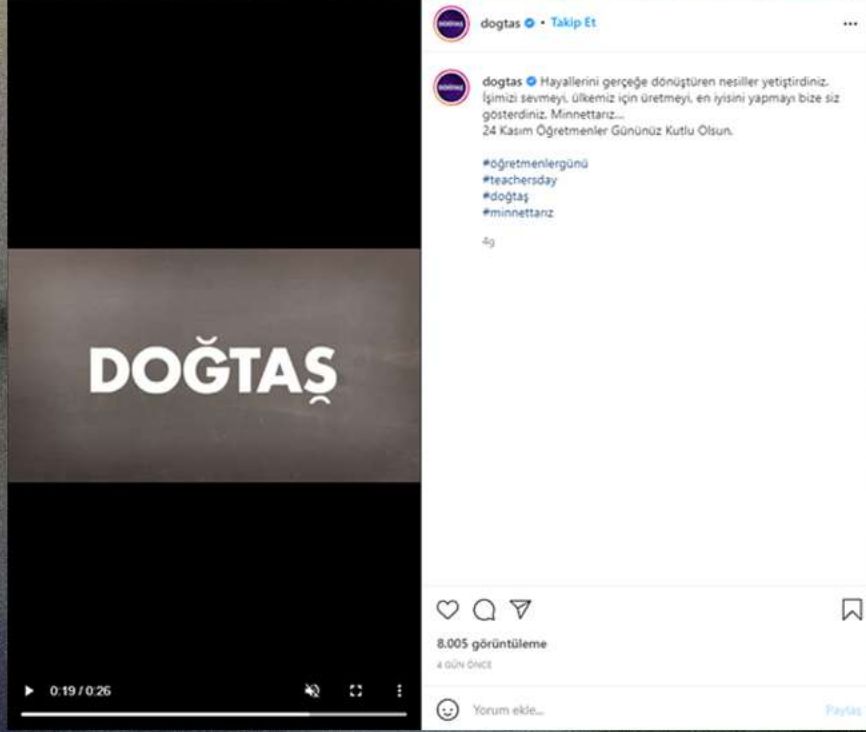 dogtas • Takip Et
dogtas Hayallerini gerçeğe dönüştüren nesiller yetiştirdiniz.
İşimizi sevmeyi, ülkemiz için üretmeyi, en iyisini yapmayı bize siz
gösterdiniz. Minnettarız...
24 Kasım Öğretmenler Gününüz Kutlu Olsun.
#öğretmenlergünü
#teachersday
#doğtaş
#minnettarız
4g
DOĞTAŞ
0:19 / 0:26
8.005 görüntüleme
4 GÜN ÖNCE
Yorum ekle...
Paylaş